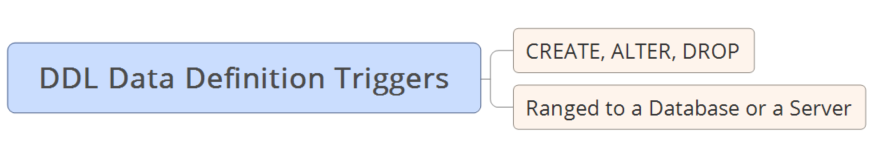 DDL Data Definition Triggers
CREATE, ALTER, DROP
Ranged to a Database or a Server